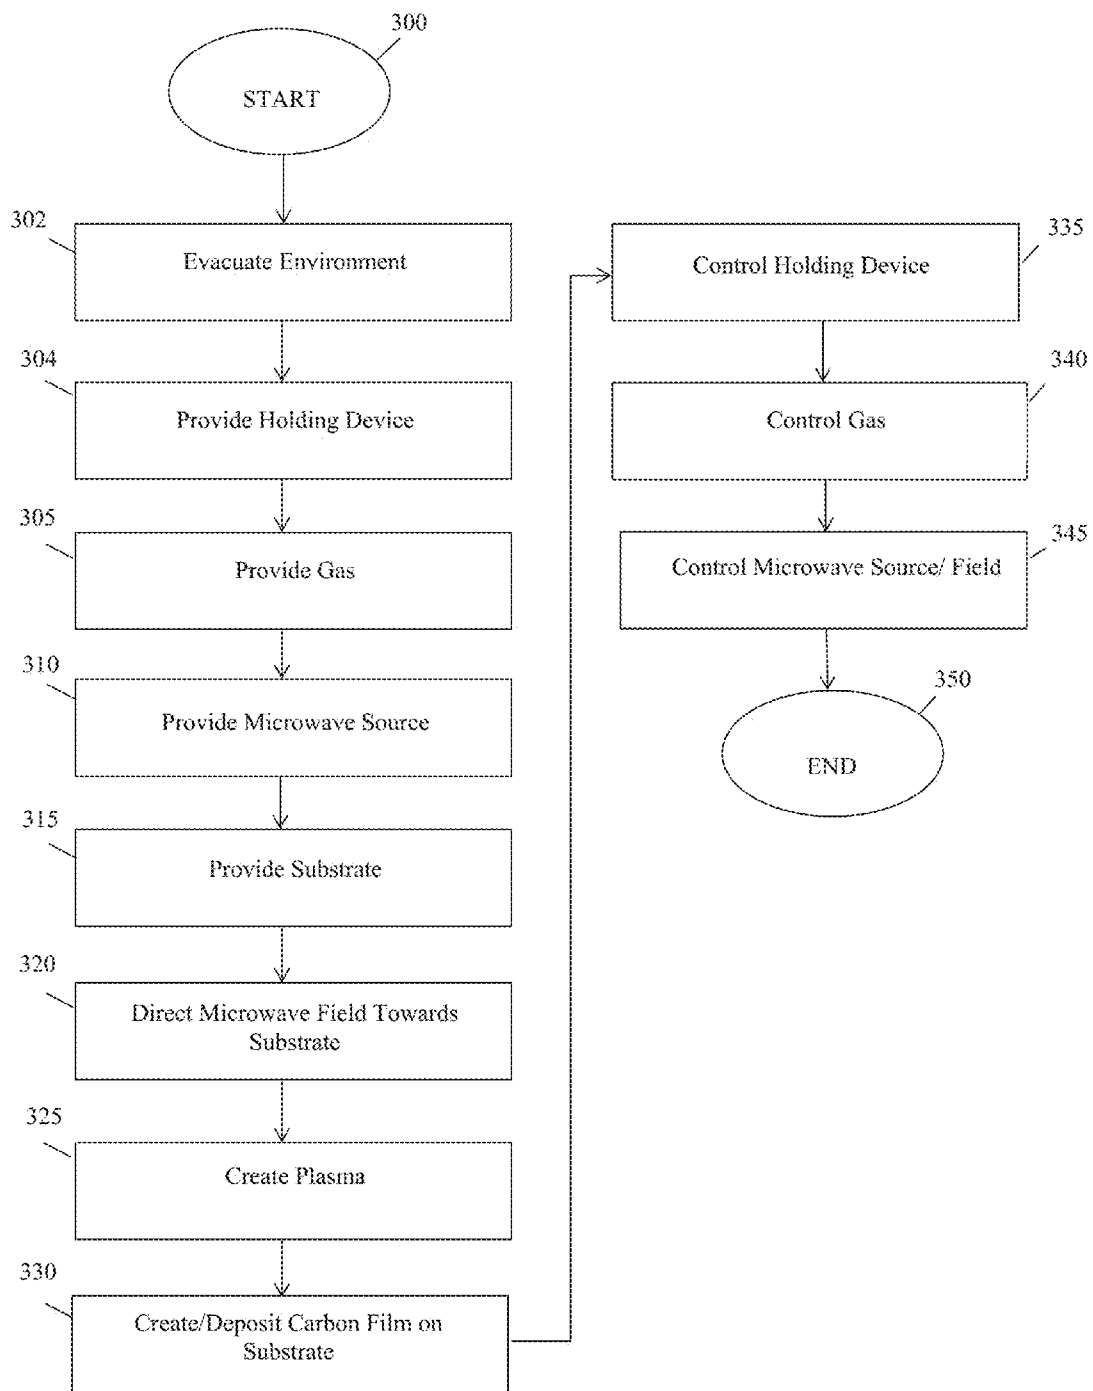 300
START
302
Evacuate Environment
304
Provide Holding Device
305
Provide Gas
310
Provide Microwave Source
315
Provide Substrate
320
Direct Microwave Field Towards
Substrate
325
Create Plasma
330
Create/Deposit Carbon Film on
Substrate
335
Control Holding Device
340
Control Gas
345
Control Microwave Source/ Field
350
END